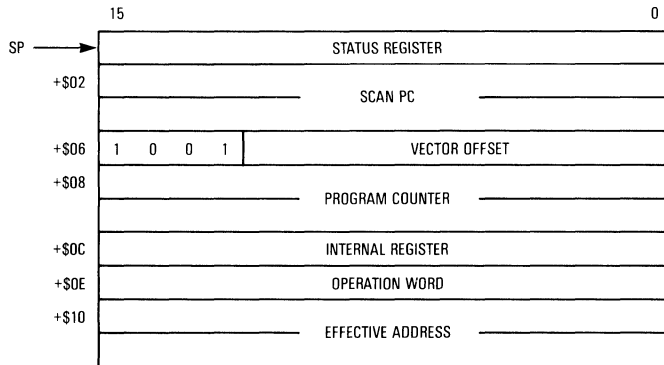 15 0
SP STATUS REGISTER
+$02 SCAN PC
+$06 1 0 0 1 VECTOR OFFSET
+$08 PROGRAM COUNTER
+$0C INTERNAL REGISTER
+$0E OPERATION WORD
+$10 EFFECTIVE ADDRESS